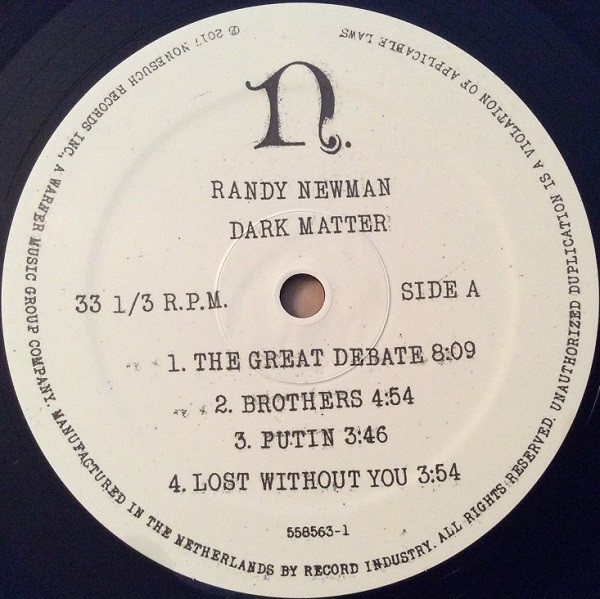 n.
RANDY NEWMAN
DARK MATTER
33 1/3 R.P.M.
SIDE A
1. THE GREAT DEBATE 8:09
2. BROTHERS 4:54
3. PUTIN 3:46
4. LOST WITHOUT YOU 3:54
558563-1
℗ 2017 NONESUCH RECORDS INC., A WARNER MUSIC GROUP COMPANY. MANUFACTURED IN THE NETHERLANDS BY RECORD INDUSTRY. ALL RIGHTS RESERVED. UNAUTHORIZED DUPLICATION IS A VIOLATION OF APPLICABLE LAWS